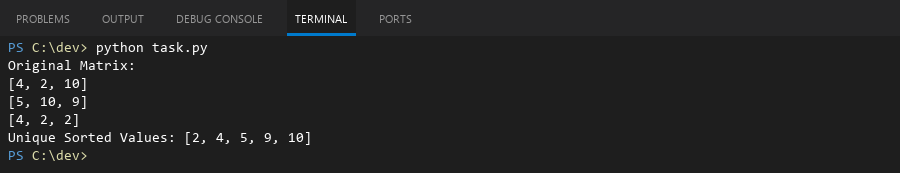 PROBLEMS OUTPUT DEBUG CONSOLE TERMINAL PORTS
PS C:\dev> python task.py
Original Matrix:
[4, 2, 10]
[5, 10, 9]
[4, 2, 2]
Unique Sorted Values: [2, 4, 5, 9, 10]
PS C:\dev>